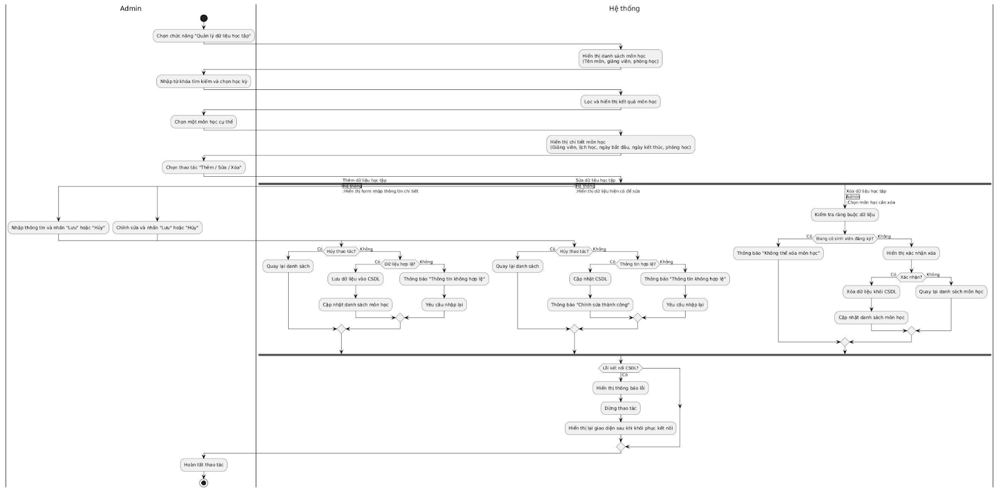 Admin
Hệ thống
Chọn chức năng "Quản lý dữ liệu học tập"
Hiển thị danh sách môn học
(Tên môn, giảng viên, phòng học)
Nhập từ khóa tìm kiếm và chọn học kỳ
Lọc và hiển thị kết quả môn học
Chọn một môn học cụ thể
Hiển thị chi tiết môn học
(Giảng viên, lịch học, ngày bắt đầu, ngày kết thúc, phòng học)
Chọn thao tác "Thêm / Sửa / Xóa"
Thêm dữ liệu học tập
Hệ thống
:Hiển thị form nhập thông tin chi tiết
Sửa dữ liệu học tập
Hệ thống
:Hiển thị dữ liệu hiện có để sửa
Xóa dữ liệu học tập
Admin
:Chọn môn học cần xóa
Nhập thông tin và nhấn "Lưu" hoặc "Hủy"
Chỉnh sửa và nhấn "Lưu" hoặc "Hủy"
Kiểm tra ràng buộc dữ liệu
Có
Hủy thao tác?
Không
Quay lại danh sách
Có
Dữ liệu hợp lệ?
Không
Lưu dữ liệu vào CSDL
Thông báo "Thông tin không hợp lệ"
Cập nhật danh sách môn học
Yêu cầu nhập lại
Có
Hủy thao tác?
Không
Quay lại danh sách
Có
Thông tin hợp lệ?
Không
Cập nhật CSDL
Thông báo "Thông tin không hợp lệ"
Thông báo "Chỉnh sửa thành công"
Yêu cầu nhập lại
Có
Đang có sinh viên đăng ký?
Không
Thông báo "Không thể xóa môn học"
Hiển thị xác nhận xóa
Có
Xác nhận?
Không
Xóa dữ liệu khỏi CSDL
Quay lại danh sách môn học
Cập nhật danh sách môn học
Lỗi kết nối CSDL?
Có
Hiển thị thông báo lỗi
Dừng thao tác
Hiển thị lại giao diện sau khi khôi phục kết nối
Hoàn tất thao tác